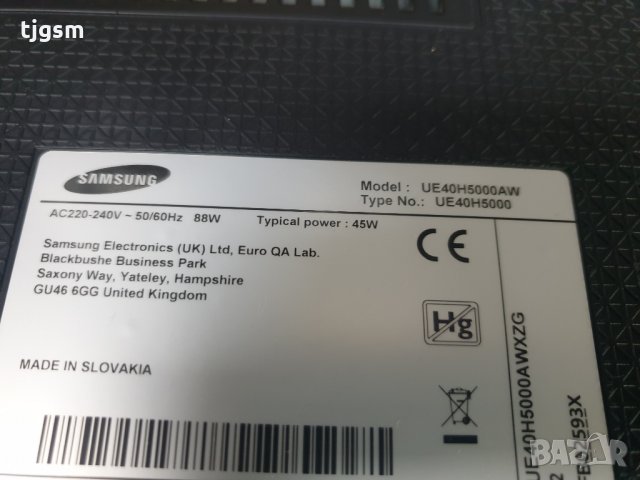 tjgsm
SAMSUNG
Model : UE40H5000AW
Type No.: UE40H5000
AC220-240V ~ 50/60Hz 88W Typical power : 45W
Samsung Electronics (UK) Ltd, Euro QA Lab.
Blackbushe Business Park
Saxony Way, Yateley, Hampshire
GU46 6GG United Kingdom
CE
Hg
MADE IN SLOVAKIA
UE40H5000AWXZG
BAZAR